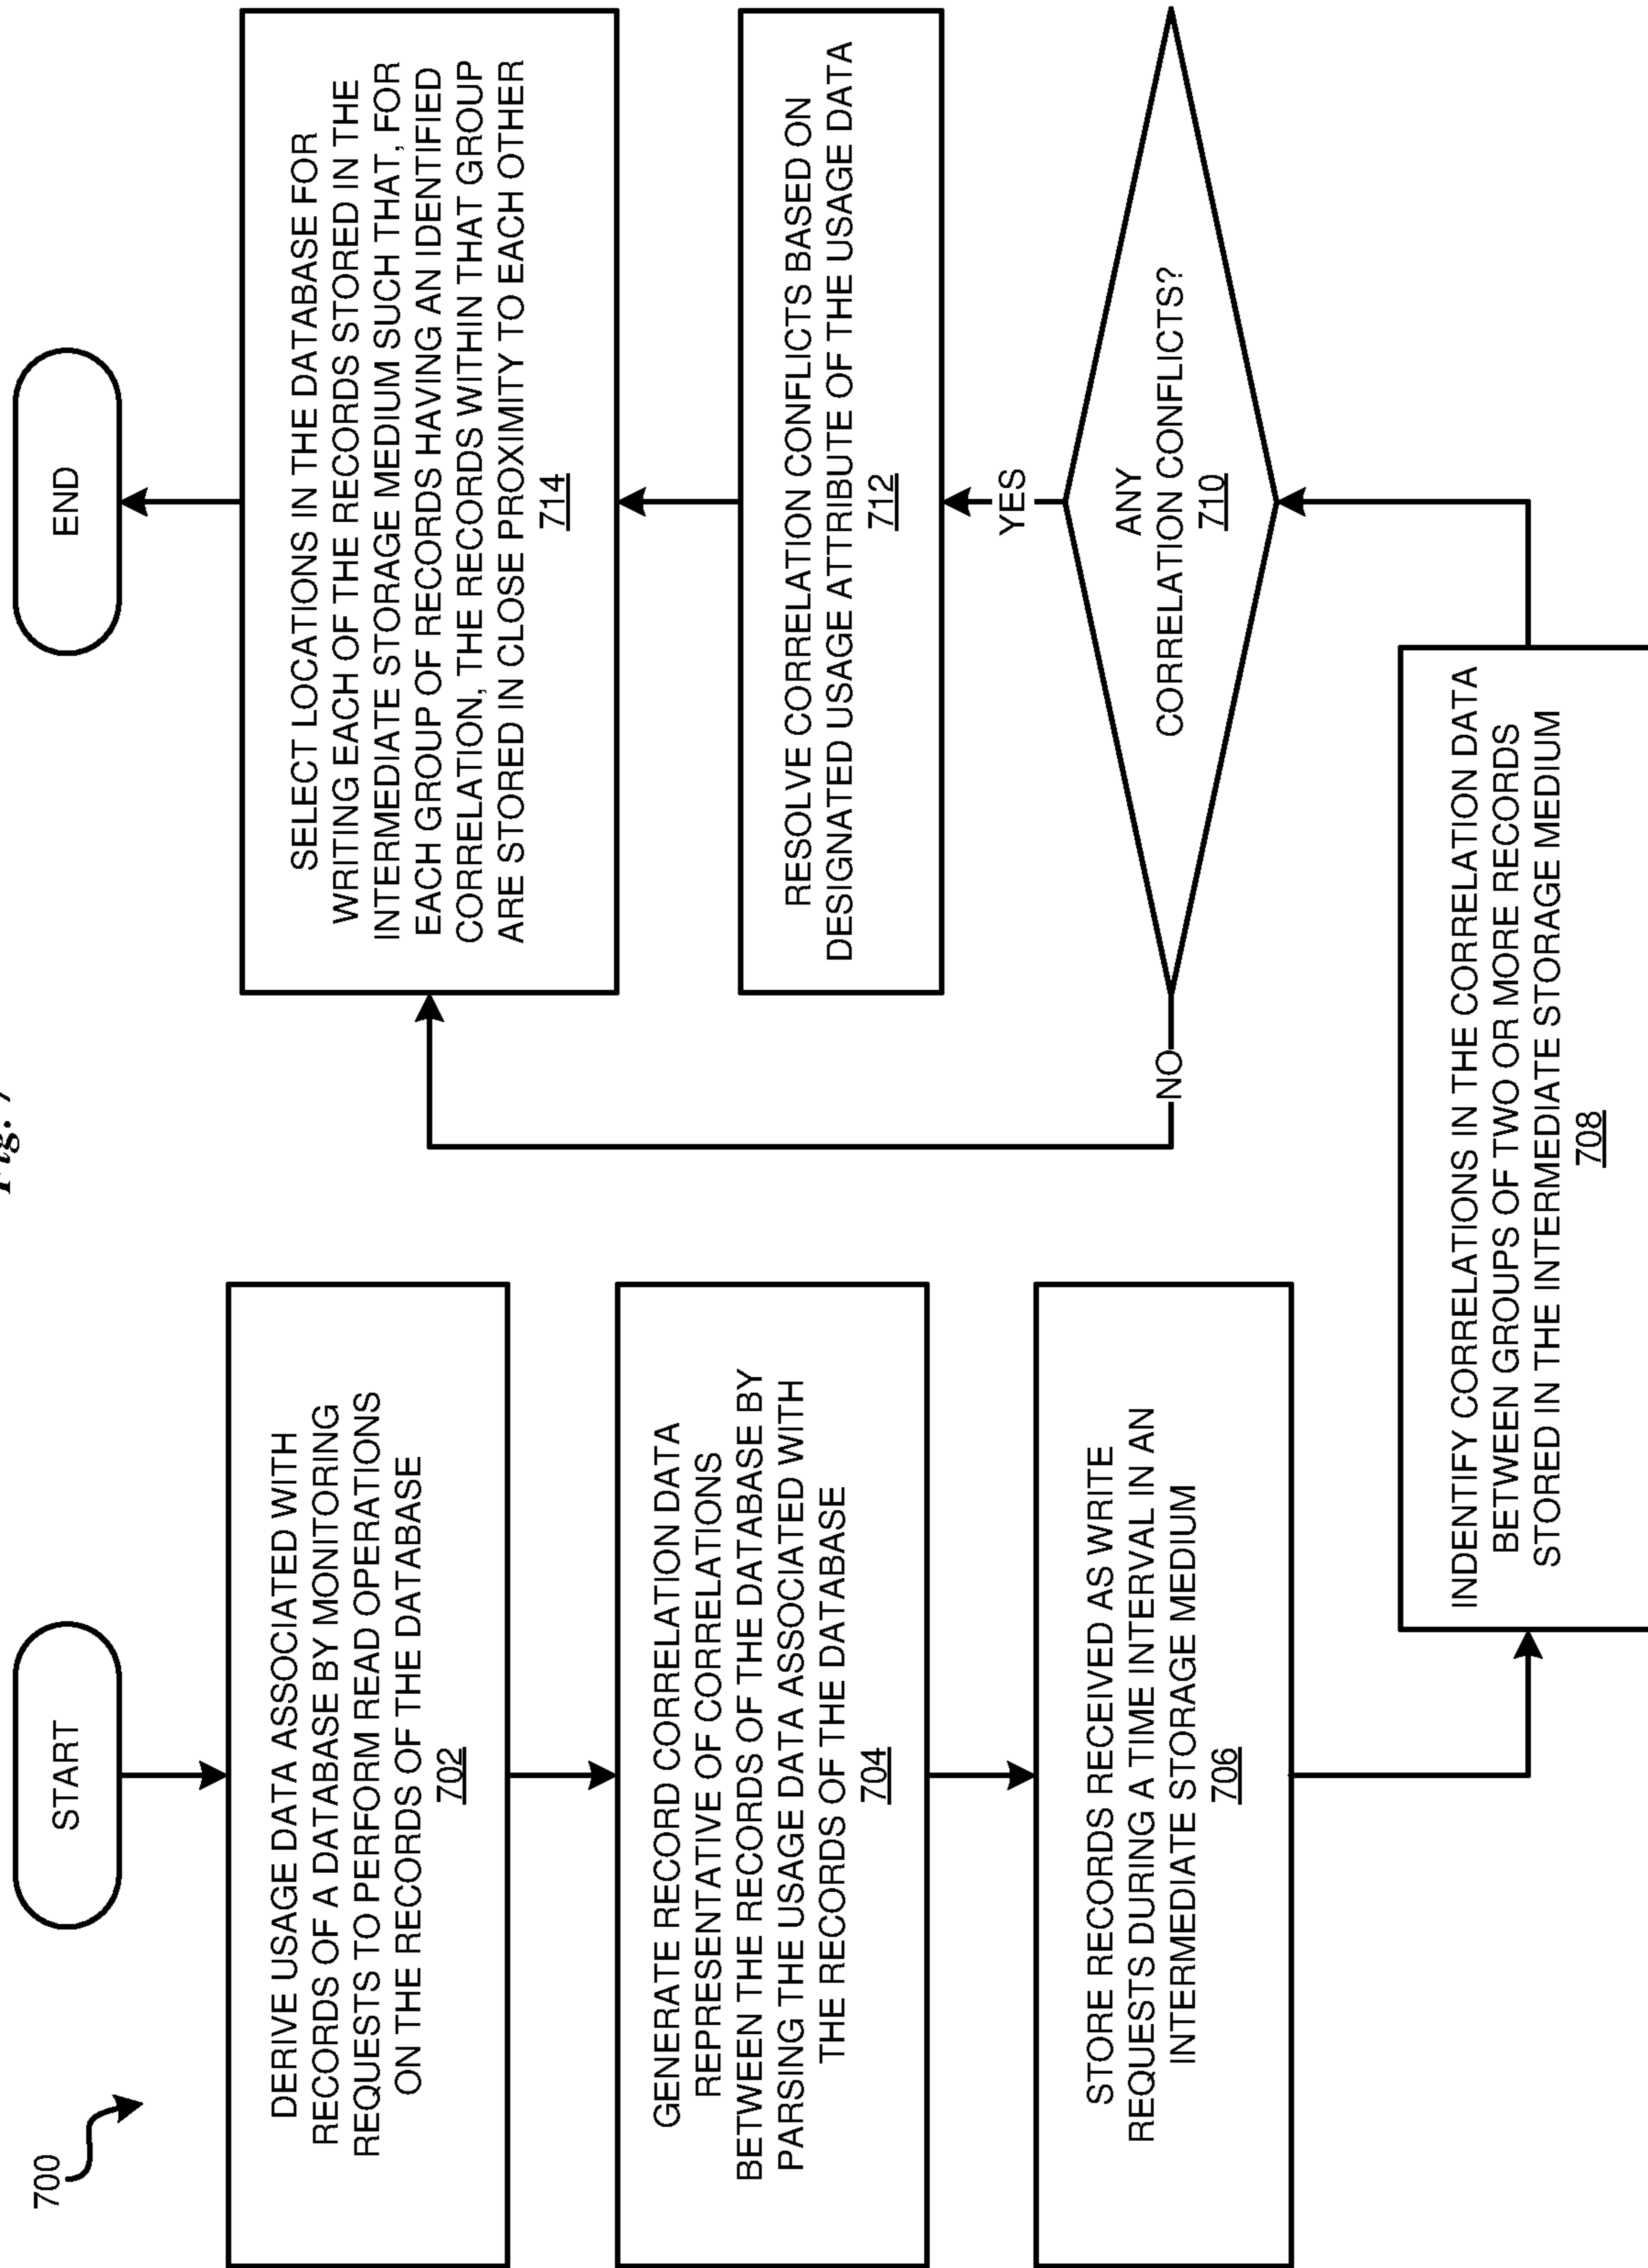 Fig. 7
700
START
DERIVE USAGE DATA ASSOCIATED WITH
RECORDS OF A DATABASE BY MONITORING
REQUESTS TO PERFORM READ OPERATIONS
ON THE RECORDS OF THE DATABASE
702
GENERATE RECORD CORRELATION DATA
REPRESENTATIVE OF CORRELATIONS
BETWEEN THE RECORDS OF THE DATABASE BY
PARSING THE USAGE DATA ASSOCIATED WITH
THE RECORDS OF THE DATABASE
704
STORE RECORDS RECEIVED AS WRITE
REQUESTS DURING A TIME INTERVAL IN AN
INTERMEDIATE STORAGE MEDIUM
706
INDENTIFY CORRELATIONS IN THE CORRELATION DATA
BETWEEN GROUPS OF TWO OR MORE RECORDS
STORED IN THE INTERMEDIATE STORAGE MEDIUM
708
ANY
CORRELATION CONFLICTS?
710
YES
NO
RESOLVE CORRELATION CONFLICTS BASED ON
DESIGNATED USAGE ATTRIBUTE OF THE USAGE DATA
712
SELECT LOCATIONS IN THE DATABASE FOR
WRITING EACH OF THE RECORDS STORED IN THE
INTERMEDIATE STORAGE MEDIUM SUCH THAT, FOR
EACH GROUP OF RECORDS HAVING AN IDENTIFIED
CORRELATION, THE RECORDS WITHIN THAT GROUP
ARE STORED IN CLOSE PROXIMITY TO EACH OTHER
714
END